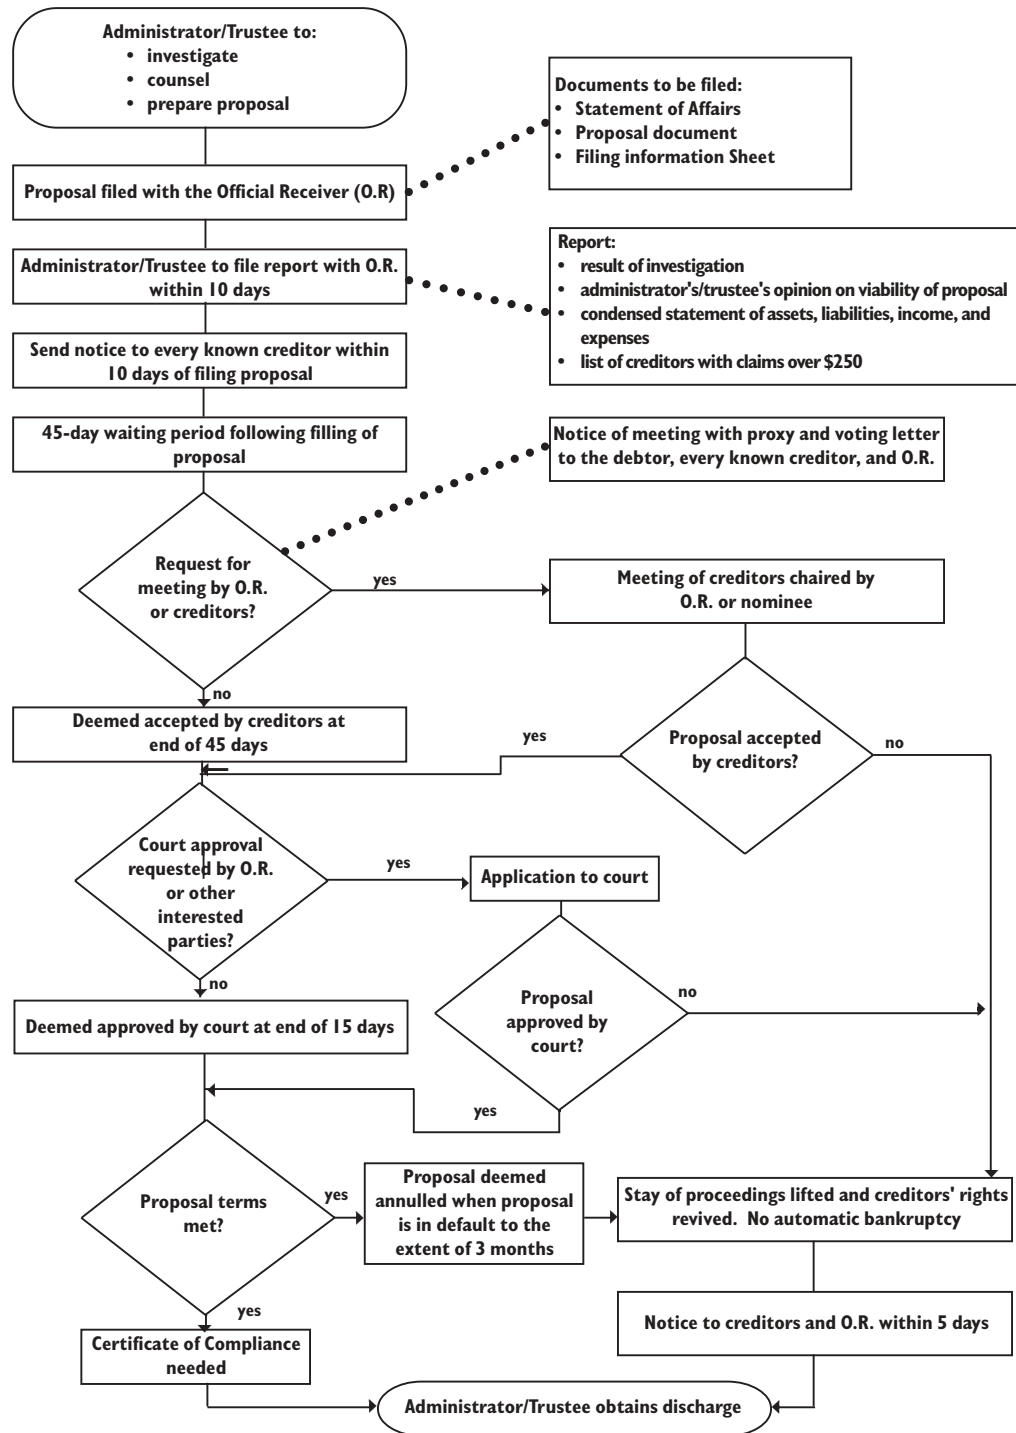 Administrator/Trustee to:
• investigate
• counsel
• prepare proposal
Documents to be filed:
• Statement of Affairs
• Proposal document
• Filing information Sheet
Proposal filed with the Official Receiver (O.R)
Administrator/Trustee to file report with O.R.
within 10 days
Report:
• result of investigation
• administrator's/trustee's opinion on viability of proposal
• condensed statement of assets, liabilities, income, and
expenses
• list of creditors with claims over $250
Send notice to every known creditor within
10 days of filing proposal
45-day waiting period following filling of
proposal
Notice of meeting with proxy and voting letter
to the debtor, every known creditor, and O.R.
Request for
meeting by O.R.
or creditors?
yes
Meeting of creditors chaired by
O.R. or nominee
no
Deemed accepted by creditors at
end of 45 days
yes
Proposal accepted
by creditors?
no
Court approval
requested by O.R.
or other
interested
parties?
yes
Application to court
no
Proposal
approved by
court?
no
Deemed approved by court at end of 15 days
yes
Proposal terms
met?
yes
Proposal deemed
annulled when proposal
is in default to the
extent of 3 months
Stay of proceedings lifted and creditors' rights
revived. No automatic bankruptcy
yes
Certificate of Compliance
needed
Notice to creditors and O.R. within 5 days
Administrator/Trustee obtains discharge